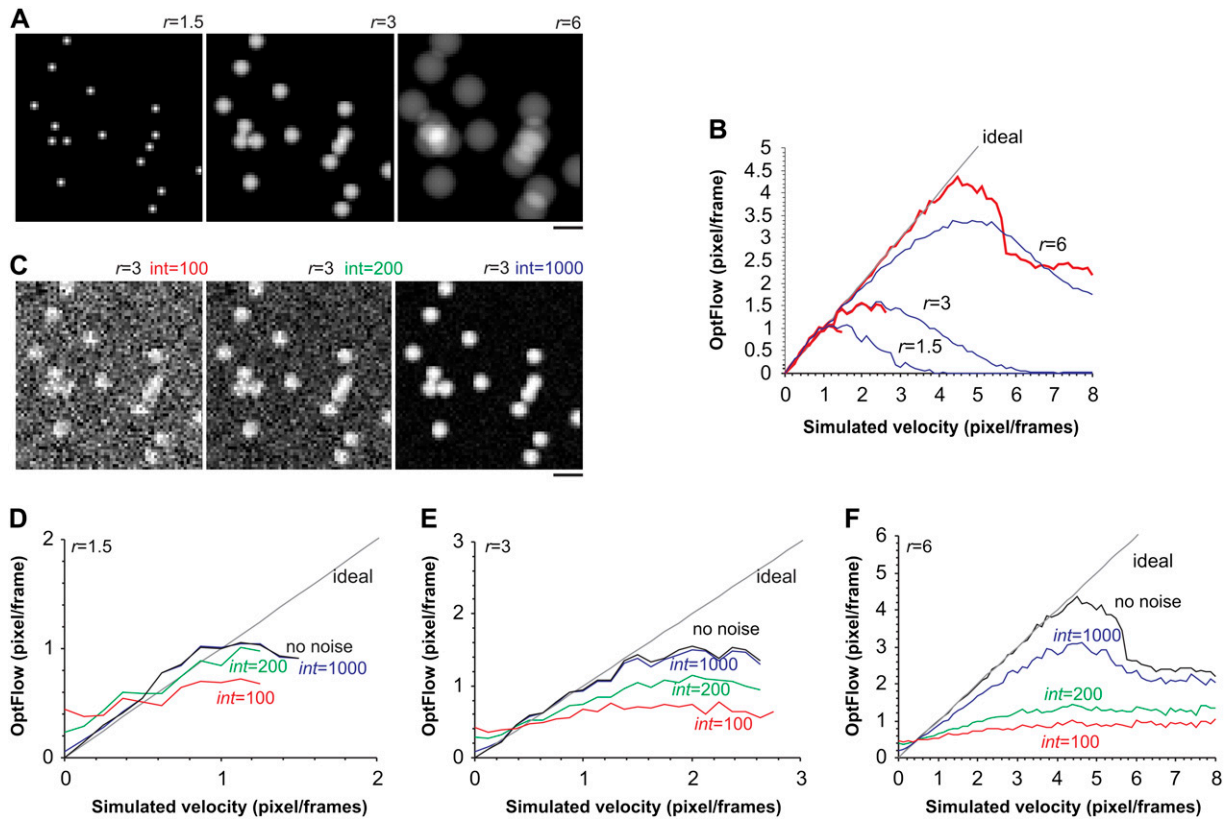 A
r=1.5
r=3
r=6
B
ideal
r=6
r=3
r=1.5
OptFlow (pixel/frame)
5
4.5
4
3.5
3
2.5
2
1.5
1
0.5
0
0 1 2 3 4 5 6 7 8
Simulated velocity (pixel/frames)
C
r=3 int=100
r=3 int=200
r=3 int=1000
D
r=1.5
ideal
no noise
int=1000
int=200
int=100
OptFlow (pixel/frame)
2
1
0
0 1 2
Simulated velocity (pixel/frames)
E
r=3
ideal
no noise
int=1000
int=200
int=100
OptFlow (pixel/frame)
3
2
1
0
0 1 2 3
Simulated velocity (pixel/frames)
F
r=6
ideal
no noise
int=1000
int=200
int=100
OptFlow (pixel/frame)
6
5
4
3
2
1
0
0 1 2 3 4 5 6 7 8
Simulated velocity (pixel/frames)